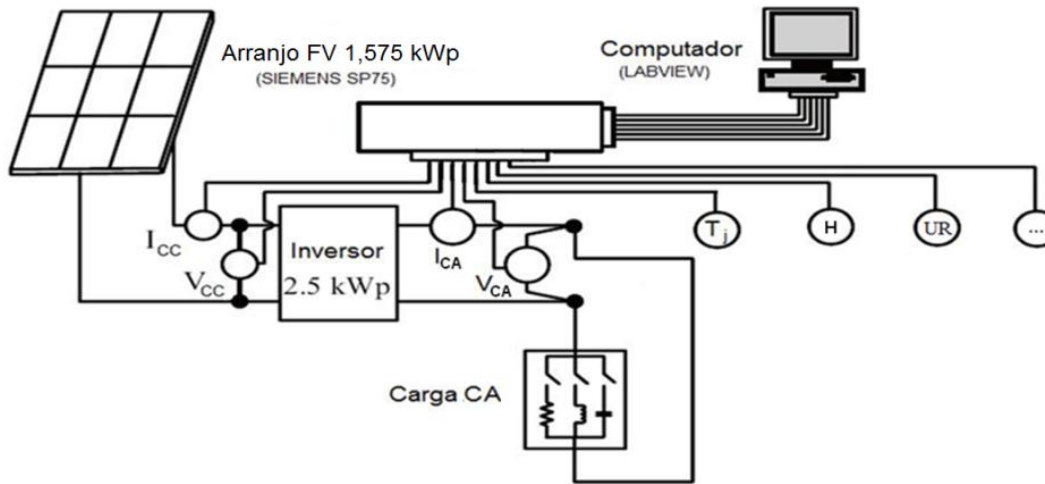 Arranjo FV 1,575 kWp
(SIEMENS SP75)
Computador
(LABVIEW)
I CC
V CC
Inversor
2.5 kWp
I CA
V CA
T j
H
UR
...
Carga CA